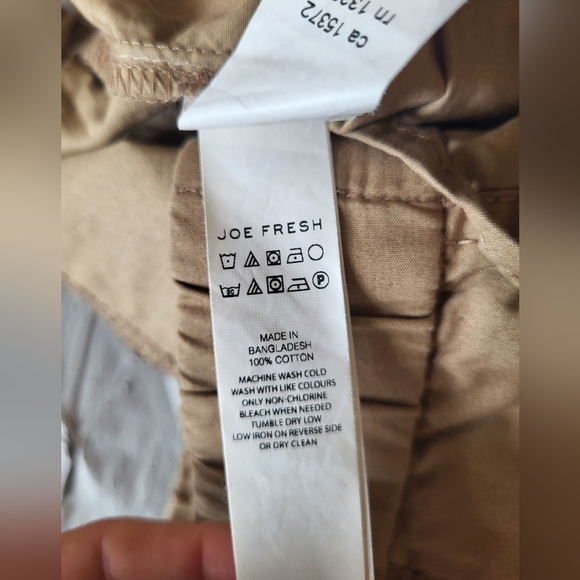 ca 15372
JOE FRESH
P
30
MADE IN
BANGLADESH
100% COTTON
MACHINE WASH COLD
WASH WITH LIKE COLOURS
ONLY NON-CHLORINE
BLEACH WHEN NEEDED
TUMBLE DRY LOW
LOW IRON ON REVERSE SIDE
OR DRY CLEAN